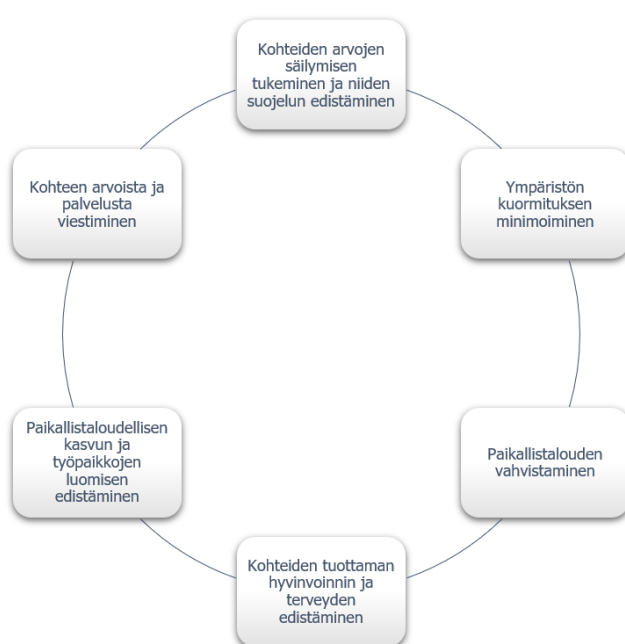 Kohteiden arvojen
säilymisen
tukeminen ja niiden
suojelun edistäminen
Ympäristön
kuormituksen
minimoiminen
Paikallistalouden
vahvistaminen
Kohteiden tuottaman
hyvinvoinnin ja
terveyden
edistäminen
Paikallistaloudellisen
kasvun ja
työpaikkojen
luomisen
edistäminen
Kohteen arvoista ja
palvelusta
viestiminen